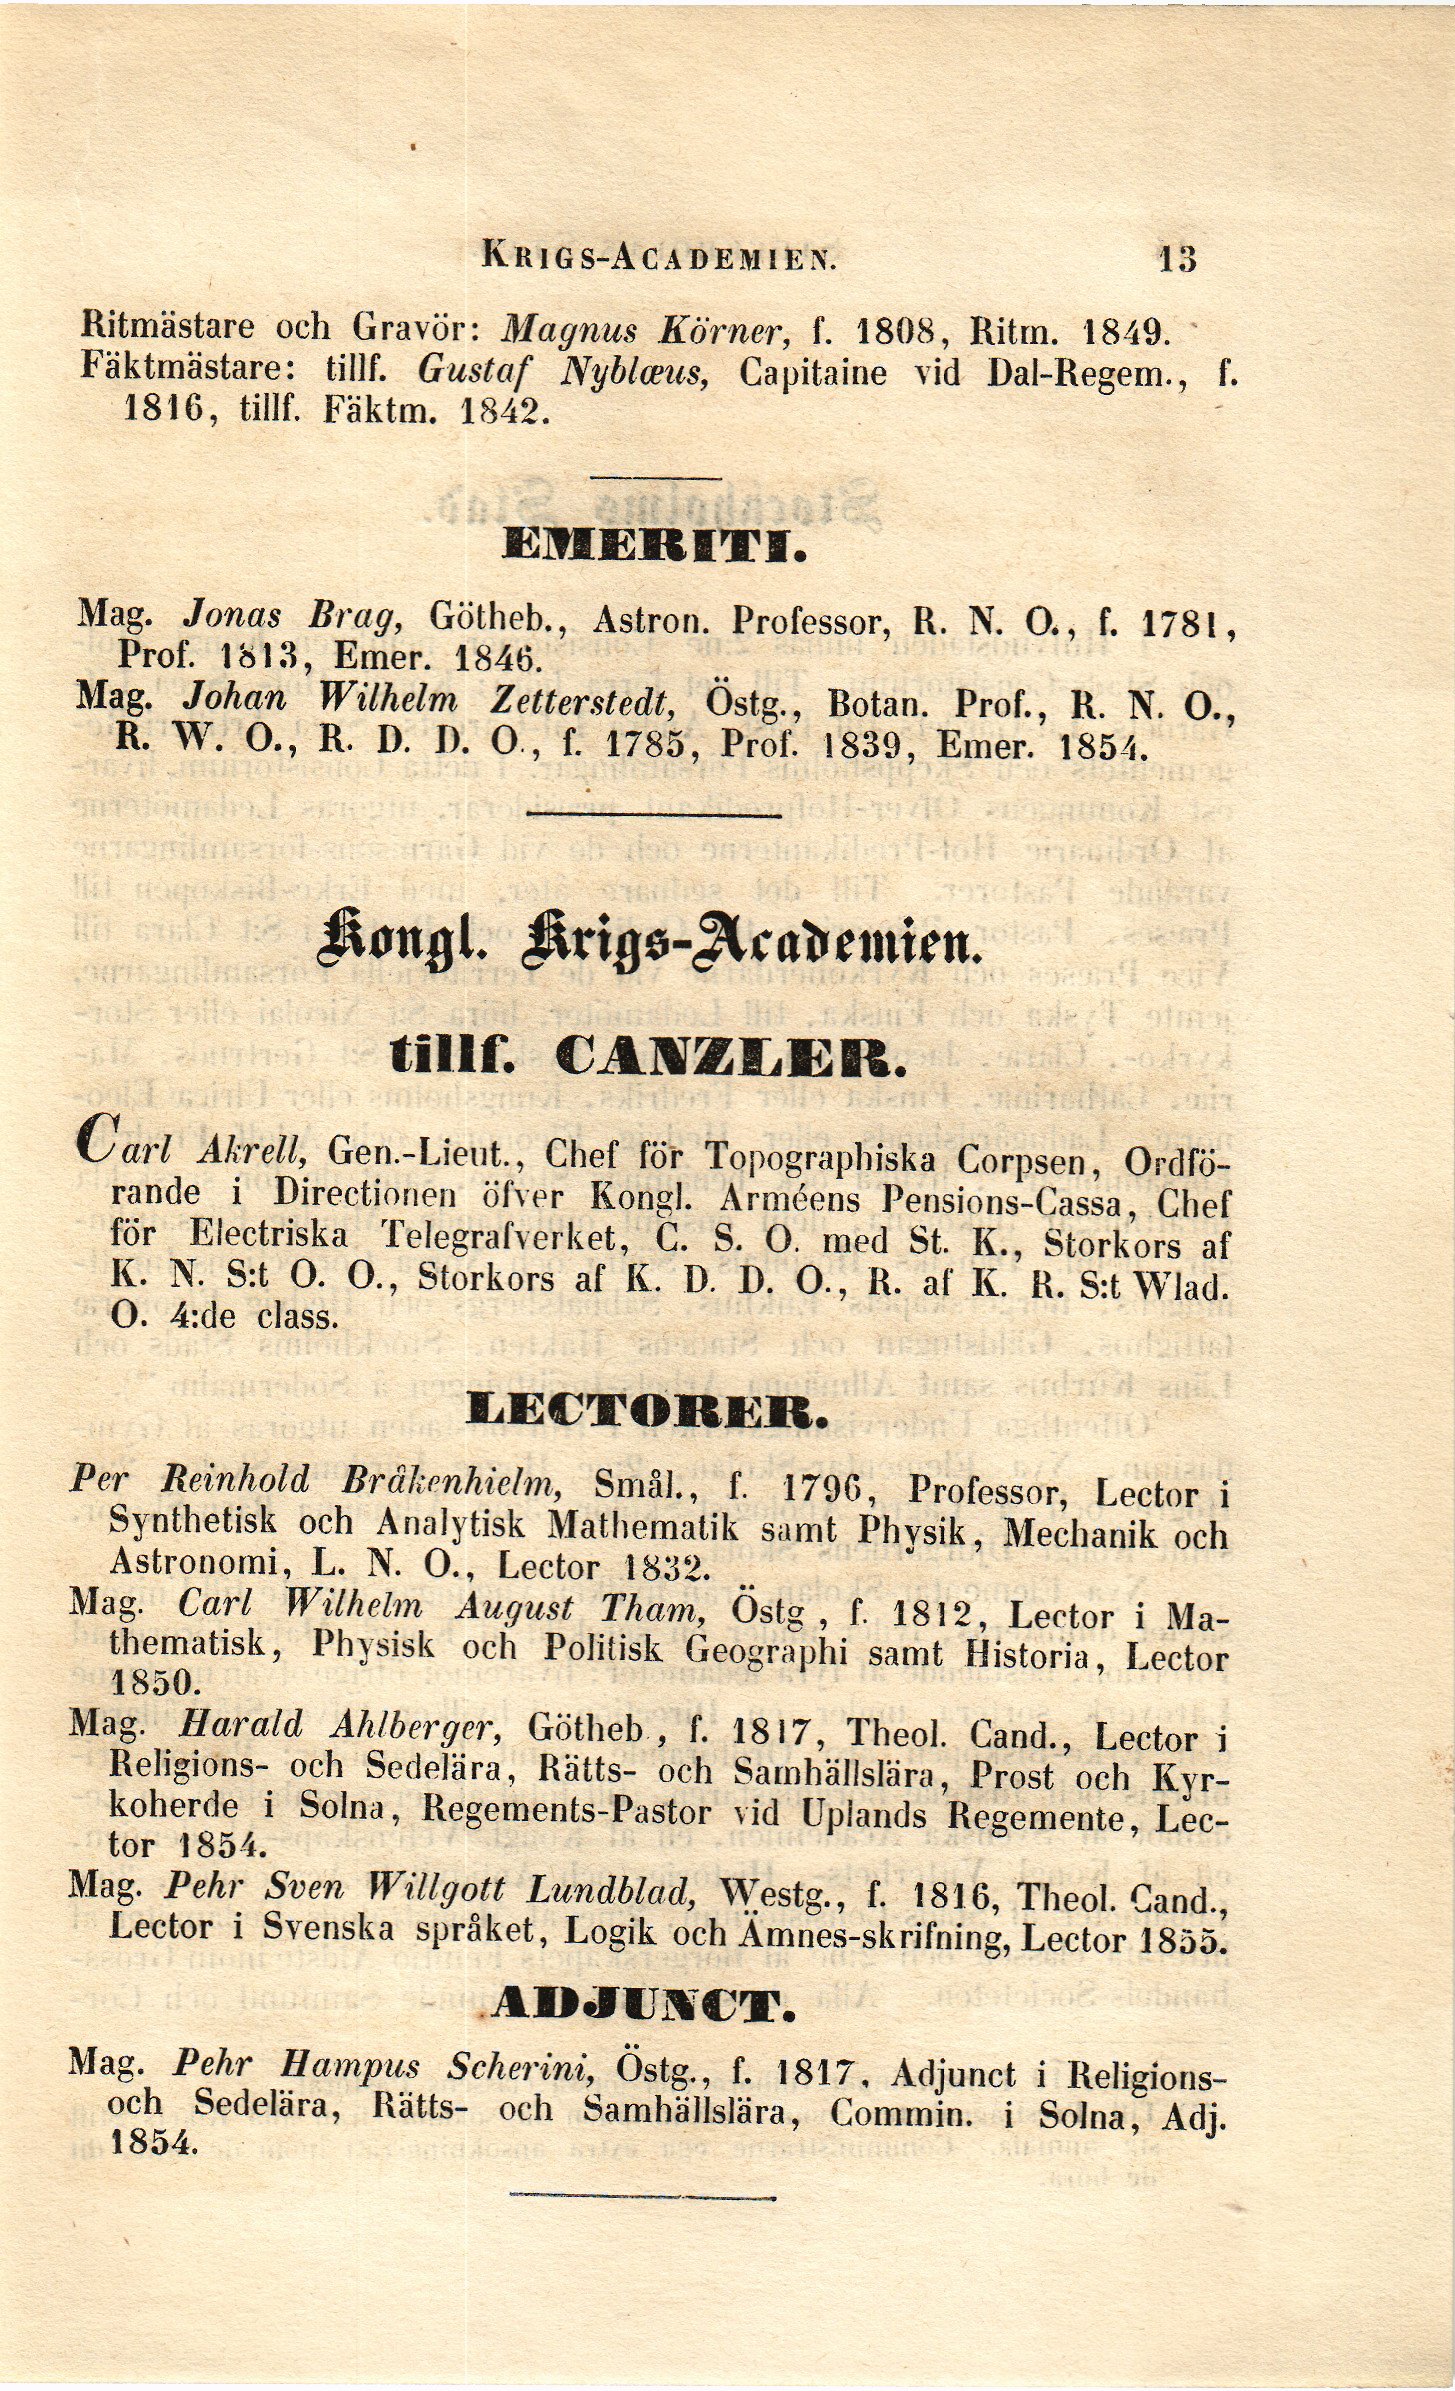 KRIGS-ACADEMIEN. 13
Ritmästare och Gravör: Magnus Körner, f. 1808, Ritm. 1849.
Fäktmästare: tillf. Gustaf Nyblæus, Capitaine vid Dal-Regem., f.
1816, tillf. Fäktm. 1842.
EMERITI.
Mag. Jonas Brag, Götheb., Astron. Professor, R. N. O., f. 1781,
Prof. 1813, Emer. 1846.
Mag. Johan Wilhelm Zetterstedt, Östg., Botan. Prof., R. N. O.,
R. W. O., R. D. D. O., f. 1785, Prof. 1839, Emer. 1854.
Kongl. Krigs-Academien.
tillf. CANZLER.
Carl Akrell, Gen.-Lieut., Chef för Topographiska Corpsen, Ordfö-
rande i Directionen öfver Kongl. Arméens Pensions-Cassa, Chef
för Electriska Telegrafverket, C. S. O. med St. K., Storkors af
K. N. S:t O. O., Storkors af K. D. D. O., R. af K. R. S:t Wlad.
O. 4:de class.
LECTORER.
Per Reinhold Bråkenhielm, Smål., f. 1796, Professor, Lector i
Synthetisk och Analytisk Mathematik samt Physik, Mechanik och
Astronomi, L. N. O., Lector 1832.
Mag. Carl Wilhelm August Tham, Östg , f. 1812, Lector i Ma-
thematisk, Physisk och Politisk Geographi samt Historia, Lector
1850.
Mag. Harald Ahlberger, Götheb., f. 1817, Theol. Cand., Lector i
Religions- och Sedelära, Rätts- och Samhällslära, Prost och Kyr-
koherde i Solna, Regements-Pastor vid Uplands Regemente, Lec-
tor 1854.
Mag. Pehr Sven Willgott Lundblad, Westg., f. 1816, Theol. Cand.,
Lector i Svenska språket, Logik och Ämnes-skrifning, Lector 1855.
ADJUNCT.
Mag. Pehr Hampus Scherini, Östg., f. 1817, Adjunct i Religions-
och Sedelära, Rätts- och Samhällslära, Commin. i Solna, Adj.
1854.